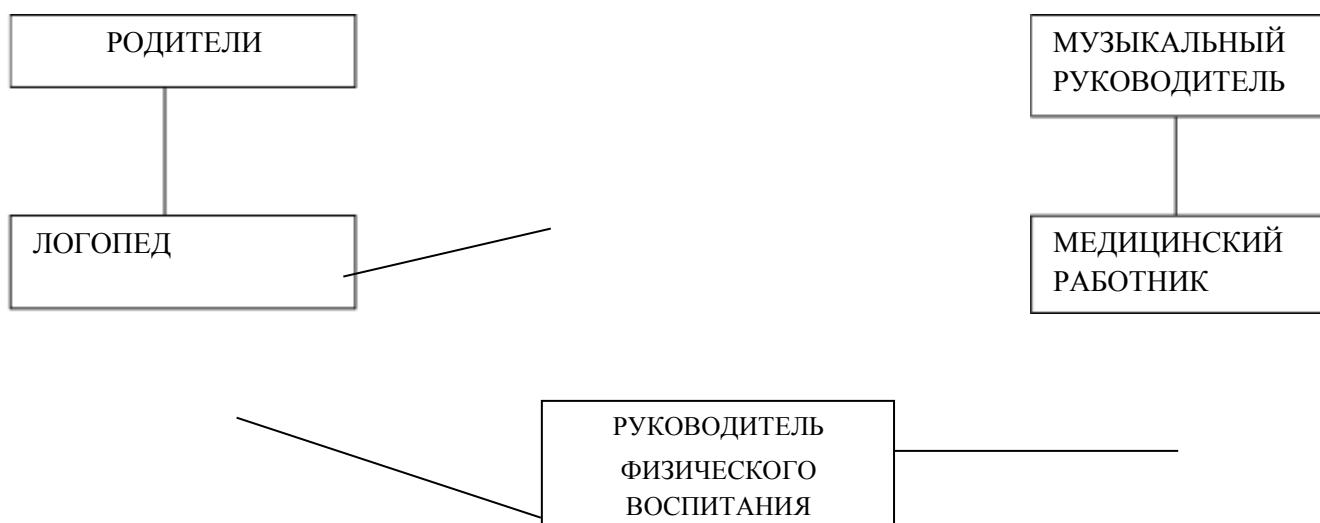 РОДИТЕЛИ
МУЗЫКАЛЬНЫЙ
РУКОВОДИТЕЛЬ
ЛОГОПЕД
МЕДИЦИНСКИЙ
РАБОТНИК
РУКОВОДИТЕЛЬ
ФИЗИЧЕСКОГО
ВОСПИТАНИЯ